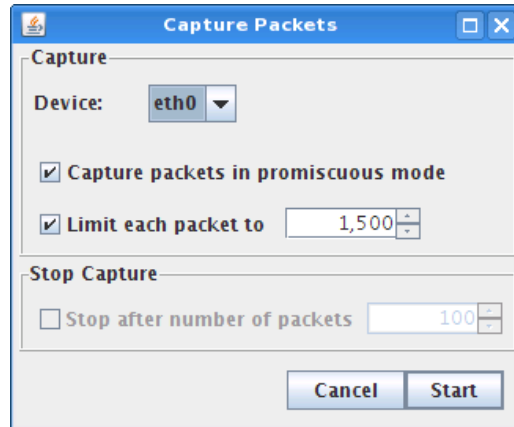 Capture Packets
Capture
Device: eth0
Capture packets in promiscuous mode
Limit each packet to 1,500
Stop Capture
Stop after number of packets 100
Cancel Start